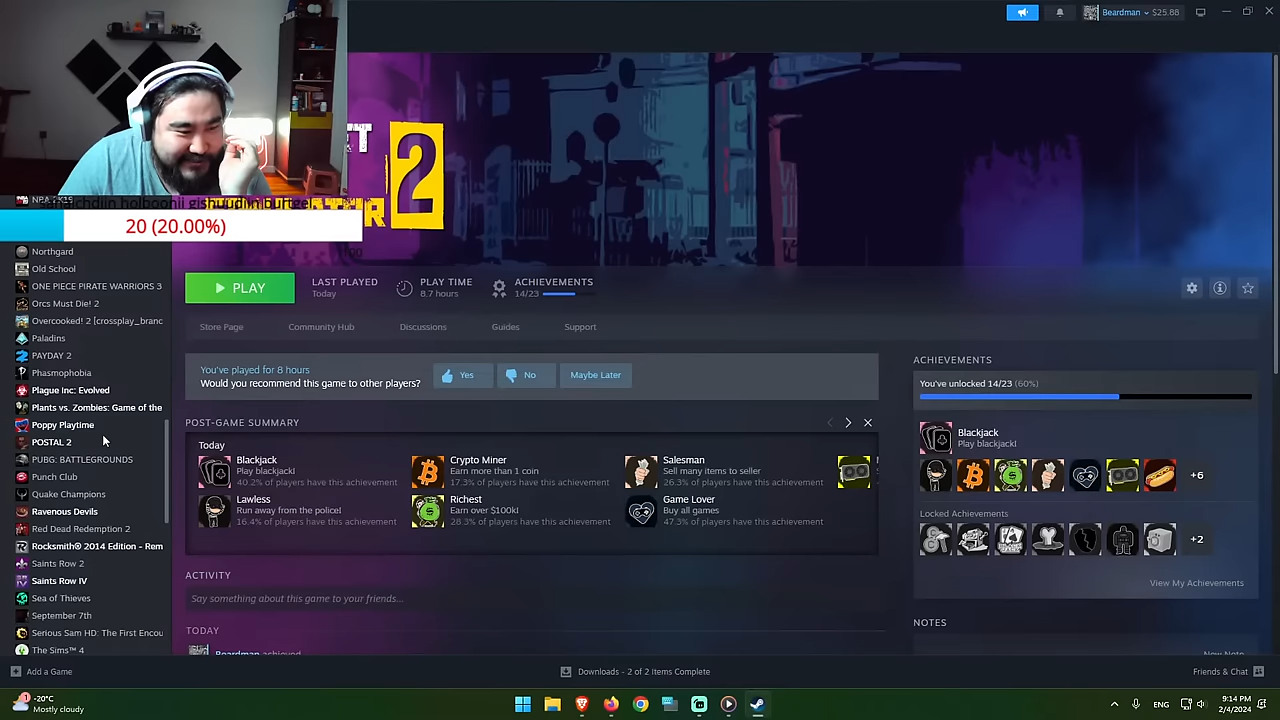 Beardman
$25.88
2
NBA 2K19
holboonii gishuudiin burtgel
20 (20.00%)
Northgard
Old School
ONE PIECE PIRATE WARRIORS 3
Orcs Must Die! 2
Overcooked! 2 [crossplay_branc
Paladins
PAYDAY 2
Phasmophobia
Plague Inc: Evolved
Plants vs. Zombies: Game of the
Poppy Playtime
POSTAL 2
PUBG: BATTLEGROUNDS
Punch Club
Quake Champions
Ravenous Devils
Red Dead Redemption 2
Rocksmith® 2014 Edition - Rem
Saints Row 2
Saints Row IV
Sea of Thieves
September 7th
Serious Sam HD: The First Encou
The Sims™ 4
PLAY
LAST PLAYED
Today
PLAY TIME
8.7 hours
ACHIEVEMENTS
14/23
Store Page
Community Hub
Discussions
Guides
Support
You've played for 8 hours
Would you recommend this game to other players?
Yes
No
Maybe Later
POST-GAME SUMMARY
Today
Blackjack
Play blackjack!
40.2% of players have this achievement
Crypto Miner
Earn more than 1 coin
17.3% of players have this achievement
Salesman
Sell many items to seller
26.3% of players have this achievement
Lawless
Run away from the police!
16.4% of players have this achievement
Richest
Earn over $100k!
28.3% of players have this achievement
Game Lover
Buy all games
47.3% of players have this achievement
ACTIVITY
Say something about this game to your friends...
TODAY
Beardman achieved
ACHIEVEMENTS
You've unlocked 14/23 (60%)
Blackjack
Play blackjack!
+6
Locked Achievements
+2
View My Achievements
NOTES
New Note
Add a Game
Downloads - 2 of 2 Items Complete
Friends & Chat
1
-20°C
Mostly cloudy
ENG
9:14 PM
2/4/2024